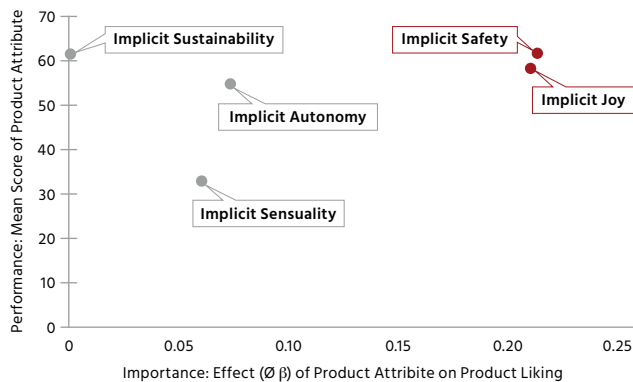 Performance: Mean Score of Product Attribute
70
60
50
40
30
20
10
0
Implicit Sustainability
Implicit Safety
Implicit Joy
Implicit Autonomy
Implicit Sensuality
0
0.05
0.10
0.15
0.20
0.25
Importance: Effect (Ø β) of Product Attribite on Product Liking